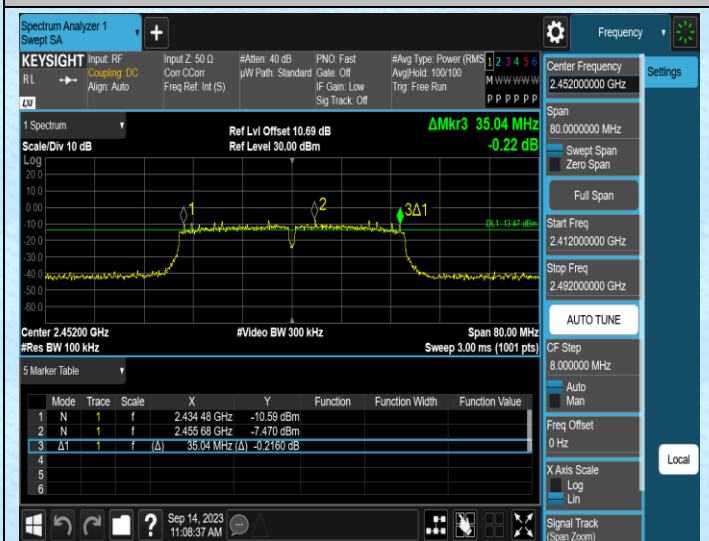 Spectrum Analyzer 1
Swept SA
Frequency
KEYSIGHT
RL
LXI
Input: RF
Coupling: DC
Align: Auto
Input Z: 50 Ω
Corr CCorr
Freq Ref: Int (S)
#Atten: 40 dB
µW Path: Standard
PNO: Fast
Gate: Off
IF Gain: Low
Sig Track: Off
#Avg Type: Power (RMS
Avg|Hold: 100/100
Trig: Free Run
1 2 3 4 5 6
M W W W W W
P P P P P P
1 Spectrum
Scale/Div 10 dB
Ref Lvl Offset 10.69 dB
Ref Level 30.00 dBm
ΔMkr3 35.04 MHz
-0.22 dB
Log
20.0
10.0
0.00
-10.0
-20.0
-30.0
-40.0
-50.0
-60.0
1
2
3Δ1
DL1 -13.47 dBm
Center 2.45200 GHz
#Video BW 300 kHz
Span 80.00 MHz
#Res BW 100 kHz
Sweep 3.00 ms (1001 pts)
5 Marker Table
Mode Trace Scale X Y Function Function Width Function Value
1 N 1 f 2.434 48 GHz -10.59 dBm
2 N 1 f 2.455 68 GHz -7.470 dBm
3 Δ1 1 f (Δ) 35.04 MHz (Δ) -0.2160 dB
4
5
6
Sep 14, 2023
11:08:37 AM
Center Frequency
2.452000000 GHz
Settings
Span
80.0000000 MHz
Swept Span
Zero Span
Full Span
Start Freq
2.412000000 GHz
Stop Freq
2.492000000 GHz
AUTO TUNE
CF Step
8.000000 MHz
Auto
Man
Freq Offset
0 Hz
X Axis Scale
Log
Lin
Local
Signal Track
(Span Zoom)